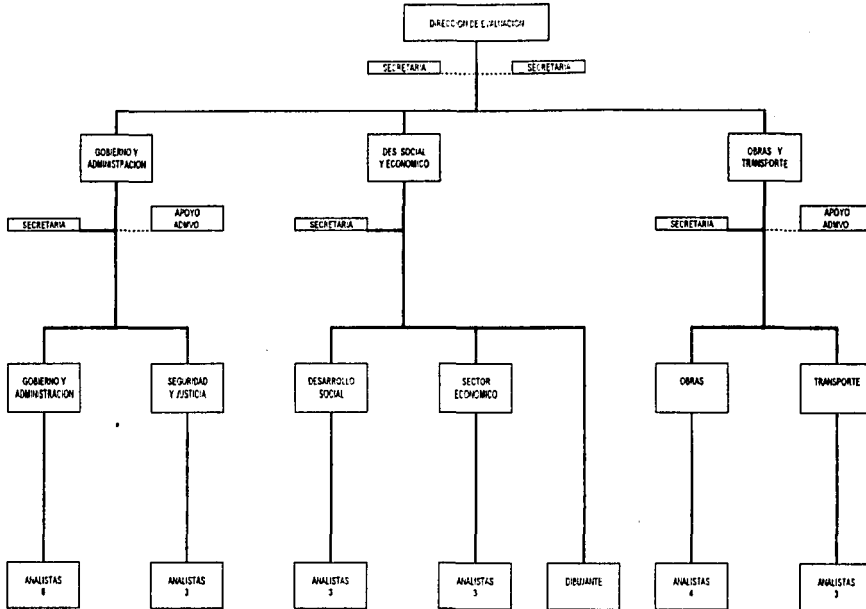 DIRECCION DE EVALUACION
SECRETARIA
SECRETARIA
GOBIERNO Y
ADMINISTRACION
DES SOCIAL
Y ECONOMICO
OBRAS Y
TRANSPORTE
SECRETARIA
APOYO
ADMVO
SECRETARIA
SECRETARIA
APOYO
ADMVO
GOBIERNO Y
ADMINISTRACION
SEGURIDAD
Y JUSTICIA
DESARROLLO
SOCIAL
SECTOR
ECONOMICO
OBRAS
TRANSPORTE
ANALISTAS
ANALISTAS
3
ANALISTAS
3
ANALISTAS
3
DIBUJANTE
ANALISTAS
4
ANALISTAS
3